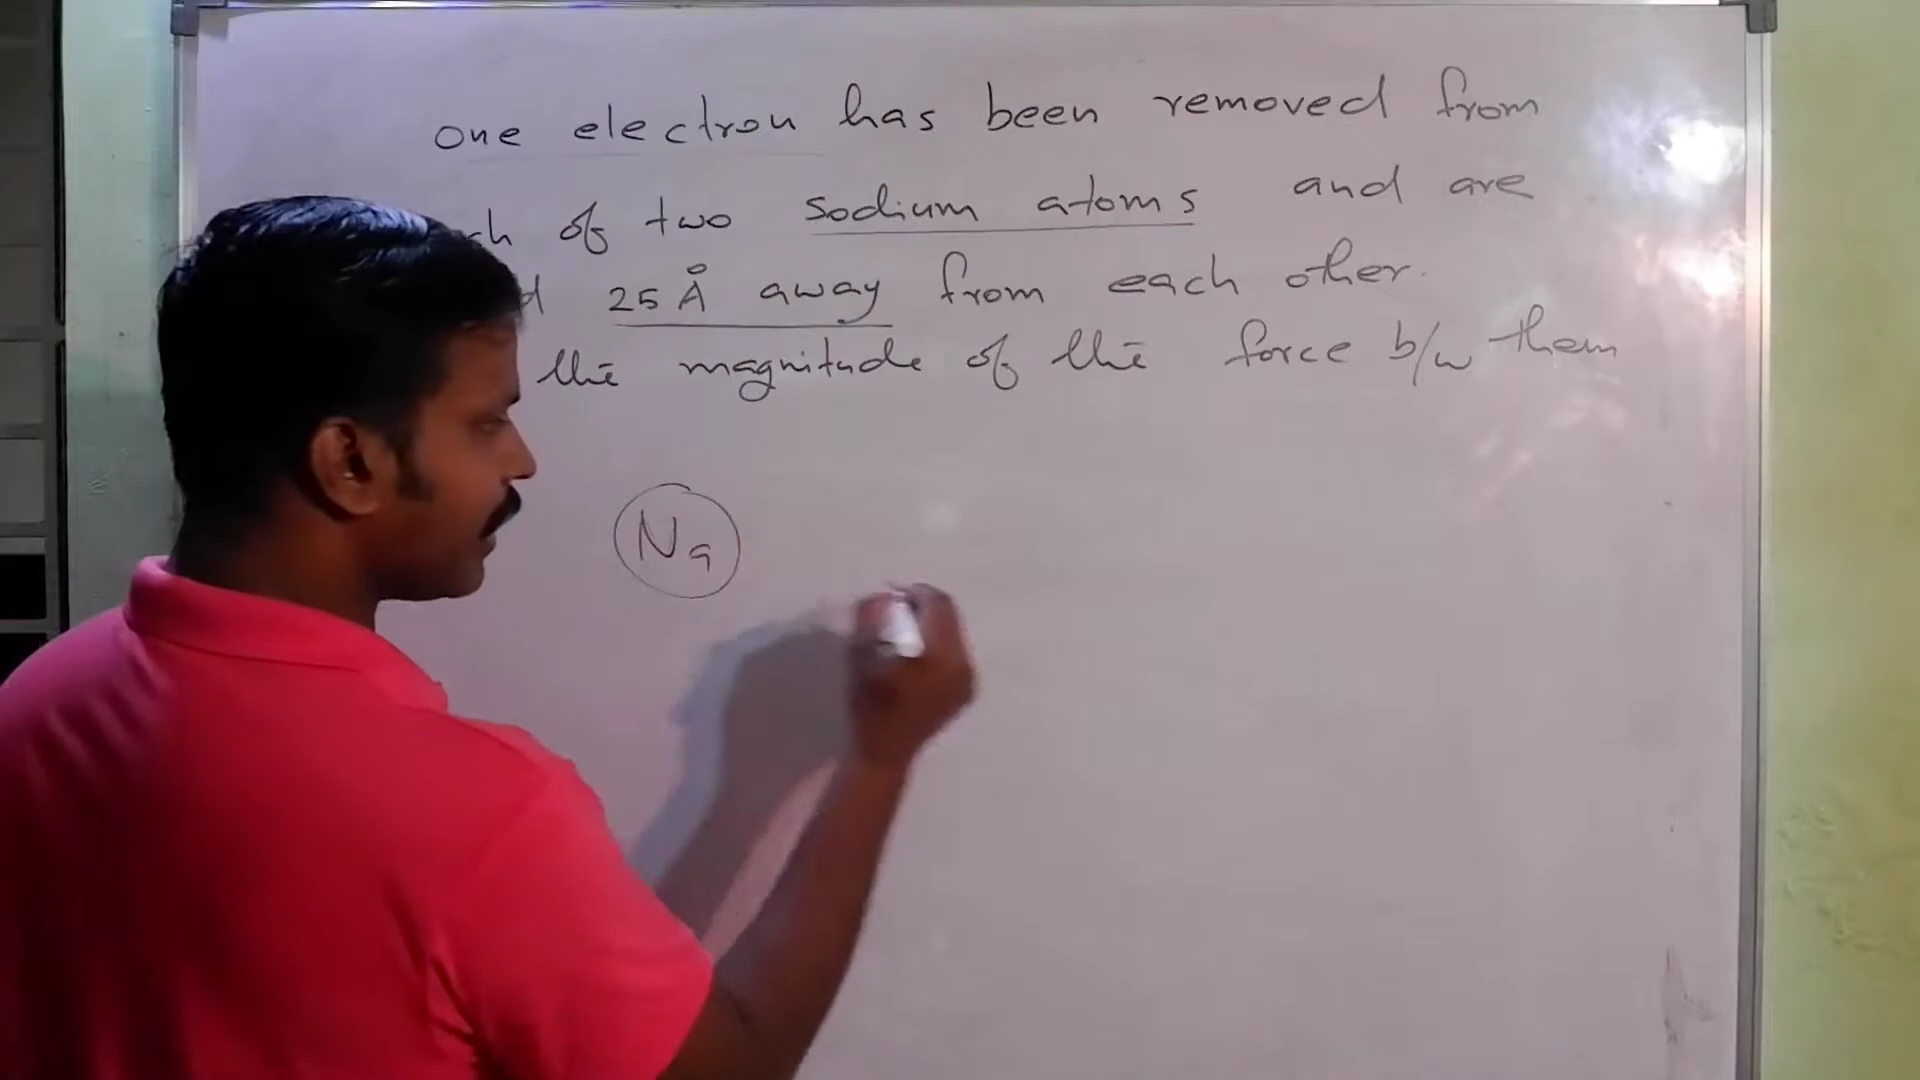 one electron has been removed from
of two sodium atoms and are
25 Å away from each other.
the magnitude of the force b/w them
Na